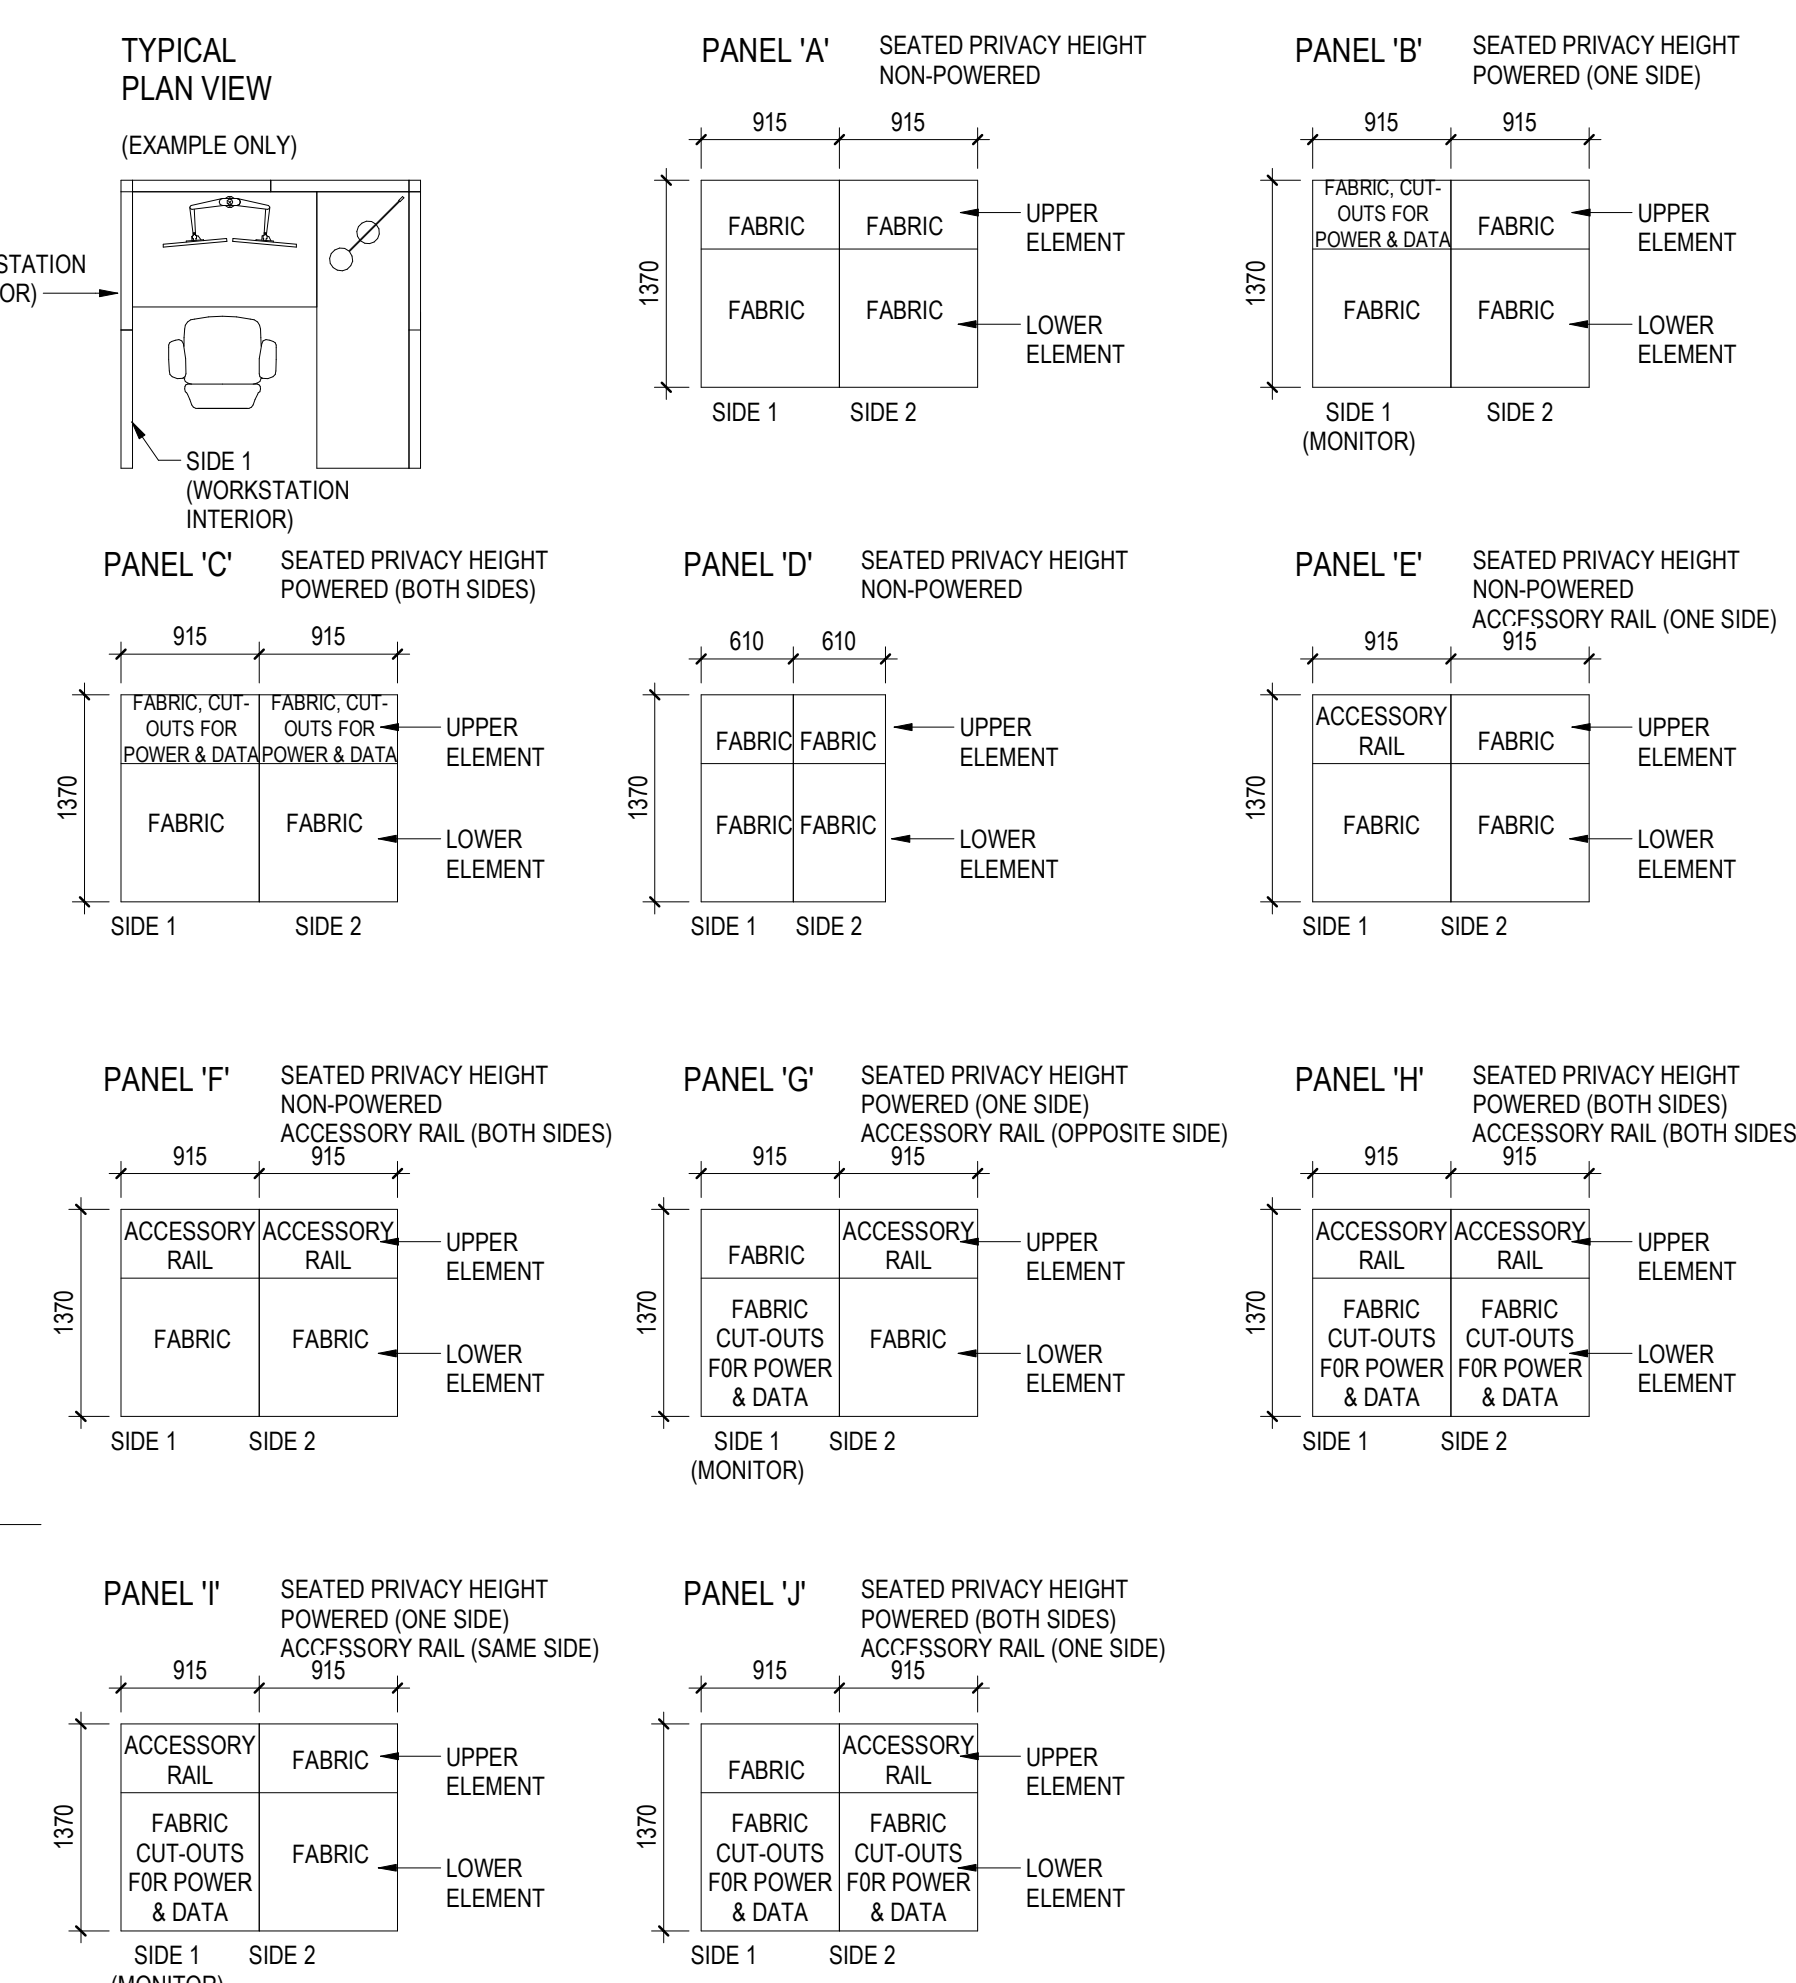 TYPICAL
PLAN VIEW
(EXAMPLE ONLY)
STATION
OR)
SIDE 1
(WORKSTATION
INTERIOR)
PANEL 'A'
SEATED PRIVACY HEIGHT
NON-POWERED
915 915
1370
FABRIC FABRIC
UPPER
ELEMENT
FABRIC FABRIC
LOWER
ELEMENT
SIDE 1 SIDE 2
PANEL 'B'
SEATED PRIVACY HEIGHT
POWERED (ONE SIDE)
915 915
1370
FABRIC, CUT-
OUTS FOR
POWER & DATA
FABRIC
UPPER
ELEMENT
FABRIC FABRIC
LOWER
ELEMENT
SIDE 1
(MONITOR)
SIDE 2
PANEL 'C'
SEATED PRIVACY HEIGHT
POWERED (BOTH SIDES)
915 915
1370
FABRIC, CUT-
OUTS FOR
POWER & DATA
FABRIC, CUT-
OUTS FOR
POWER & DATA
UPPER
ELEMENT
FABRIC FABRIC
LOWER
ELEMENT
SIDE 1 SIDE 2
PANEL 'D'
SEATED PRIVACY HEIGHT
NON-POWERED
610 610
1370
FABRIC FABRIC
UPPER
ELEMENT
FABRIC FABRIC
LOWER
ELEMENT
SIDE 1 SIDE 2
PANEL 'E'
SEATED PRIVACY HEIGHT
NON-POWERED
ACCESSORY RAIL (ONE SIDE)
915 915
1370
ACCESSORY
RAIL
FABRIC
UPPER
ELEMENT
FABRIC FABRIC
LOWER
ELEMENT
SIDE 1 SIDE 2
PANEL 'F'
SEATED PRIVACY HEIGHT
NON-POWERED
ACCESSORY RAIL (BOTH SIDES)
915 915
1370
ACCESSORY
RAIL
ACCESSORY
RAIL
UPPER
ELEMENT
FABRIC FABRIC
LOWER
ELEMENT
SIDE 1 SIDE 2
PANEL 'G'
SEATED PRIVACY HEIGHT
POWERED (ONE SIDE)
ACCESSORY RAIL (OPPOSITE SIDE)
915 915
1370
FABRIC
ACCESSORY
RAIL
UPPER
ELEMENT
FABRIC
CUT-OUTS
F0R POWER
& DATA
FABRIC
LOWER
ELEMENT
SIDE 1
(MONITOR)
SIDE 2
PANEL 'H'
SEATED PRIVACY HEIGHT
POWERED (BOTH SIDES)
ACCESSORY RAIL (BOTH SIDES
915 915
1370
ACCESSORY
RAIL
ACCESSORY
RAIL
UPPER
ELEMENT
FABRIC
CUT-OUTS
F0R POWER
& DATA
FABRIC
CUT-OUTS
F0R POWER
& DATA
LOWER
ELEMENT
SIDE 1 SIDE 2
PANEL 'I'
SEATED PRIVACY HEIGHT
POWERED (ONE SIDE)
ACCESSORY RAIL (SAME SIDE)
915 915
1370
ACCESSORY
RAIL
FABRIC
UPPER
ELEMENT
FABRIC
CUT-OUTS
F0R POWER
& DATA
FABRIC
LOWER
ELEMENT
SIDE 1
(MONITOR)
SIDE 2
PANEL 'J'
SEATED PRIVACY HEIGHT
POWERED (BOTH SIDES)
ACCESSORY RAIL (ONE SIDE)
915 915
1370
FABRIC
ACCESSORY
RAIL
UPPER
ELEMENT
FABRIC
CUT-OUTS
F0R POWER
& DATA
FABRIC
CUT-OUTS
F0R POWER
& DATA
LOWER
ELEMENT
SIDE 1 SIDE 2